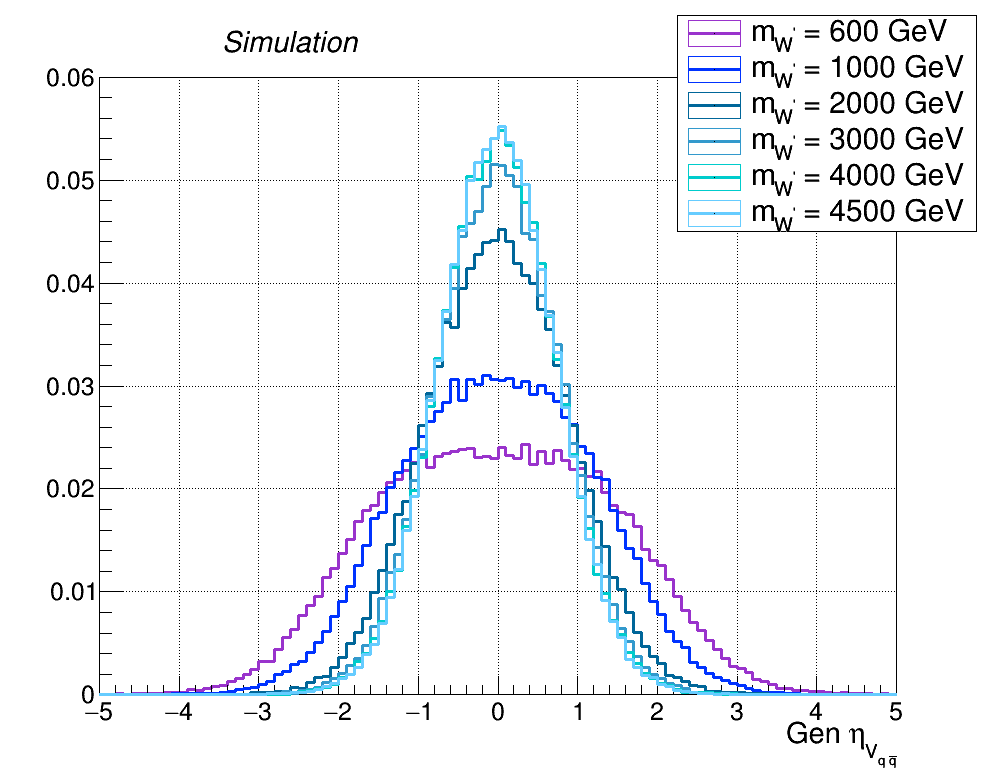 Simulation
m_W' = 600 GeV
m_W' = 1000 GeV
m_W' = 2000 GeV
m_W' = 3000 GeV
m_W' = 4000 GeV
m_W' = 4500 GeV
0.06
0.05
0.04
0.03
0.02
0.01
0
−5 −4 −3 −2 −1 0 1 2 3 4 5
Gen η_V_qq̄